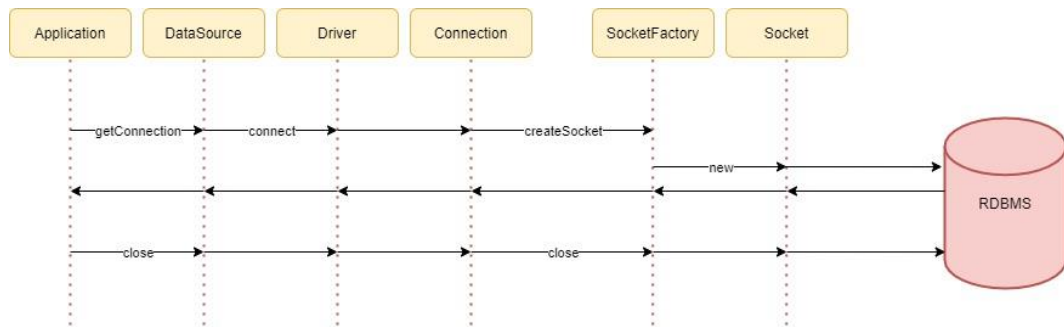 Application
DataSource
Driver
Connection
SocketFactory
Socket
getConnection
connect
createSocket
new
RDBMS
close
close